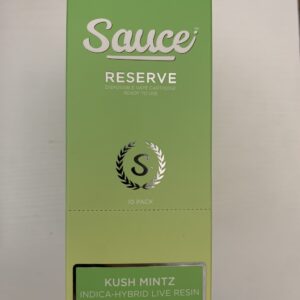 Sauce
RESERVE
DISPOSABLE VAPE CARTRIDGE
READY TO USE
S
10 PACK
KUSH MINTZ
INDICA-HYBRID LIVE RESIN